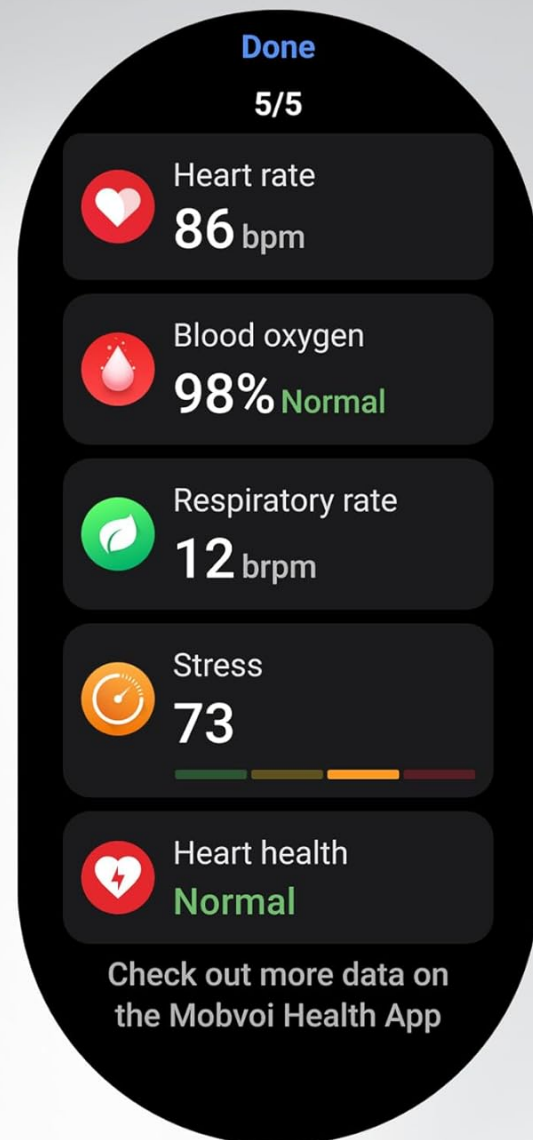 Done
5/5
Heart rate
86 bpm
Blood oxygen
98% Normal
Respiratory rate
12 brpm
Stress
73
Heart health
Normal
Check out more data on
the Mobvoi Health App